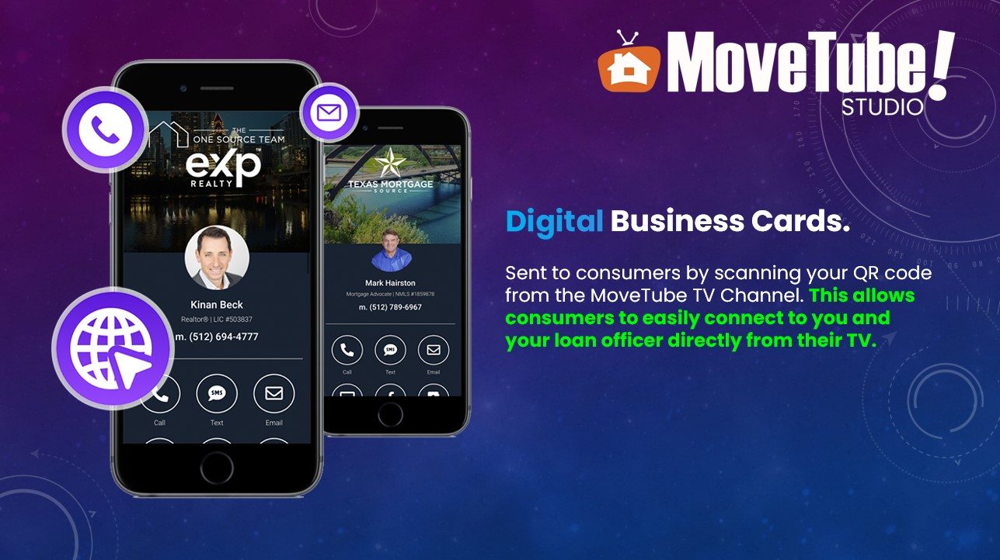 MoveTube!
STUDIO
THE
ONE SOURCE TEAM
eXp
REALTY
Kinan Beck
Realtor® | LIC #503837
m. (512) 694-4777
Call
SMS
Text
Email
TEXAS MORTGAGE
SOURCE
Mark Hairston
Mortgage Advocate | NMLS #1859878
m. (512) 789-6967
Call
SMS
Text
Email
Digital Business Cards.
Sent to consumers by scanning your QR code
from the MoveTube TV Channel. This allows
consumers to easily connect to you and
your loan officer directly from their TV.